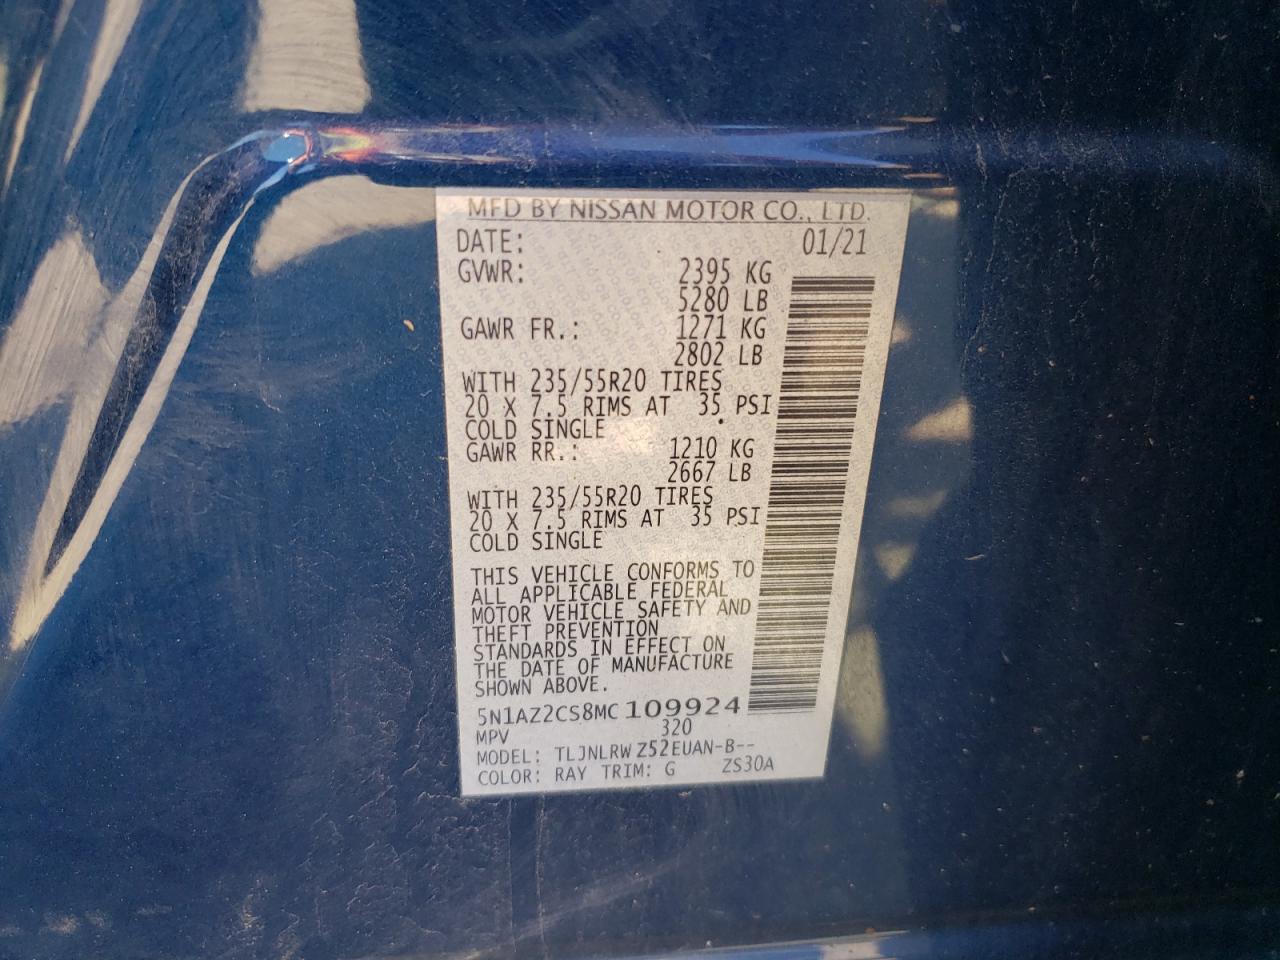 MFD BY NISSAN MOTOR CO., LTD.
DATE: 01/21
GVWR: 2395 KG
5280 LB
GAWR FR.: 1271 KG
2802 LB
WITH 235/55R20 TIRES
20 X 7.5 RIMS AT 35 PSI
COLD SINGLE
GAWR RR.: 1210 KG
2667 LB
WITH 235/55R20 TIRES
20 X 7.5 RIMS AT 35 PSI
COLD SINGLE
THIS VEHICLE CONFORMS TO
ALL APPLICABLE FEDERAL
MOTOR VEHICLE SAFETY AND
THEFT PREVENTION
STANDARDS IN EFFECT ON
THE DATE OF MANUFACTURE
SHOWN ABOVE.
5N1AZ2CS8MC 109924
MPV 320
MODEL: TLJNLRW Z52EUAN-B--
COLOR: RAY TRIM: G ZS30A